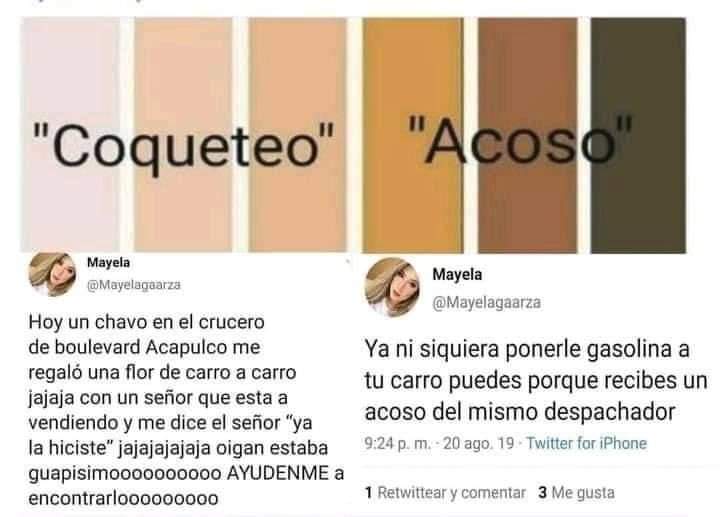 "Coqueteo"
"Acoso"
Mayela
@Mayelagaarza
Hoy un chavo en el crucero
de boulevard Acapulco me
regaló una flor de carro a carro
jajaja con un señor que esta a
vendiendo y me dice el señor “ya
la hiciste” jajajajajaja oigan estaba
guapisimoooooooooo AYUDENME a
encontrarlooooooooo
Mayela
@Mayelagaarza
Ya ni siquiera ponerle gasolina a
tu carro puedes porque recibes un
acoso del mismo despachador
9:24 p. m. · 20 ago. 19 · Twitter for iPhone
1 Retwittear y comentar 3 Me gusta